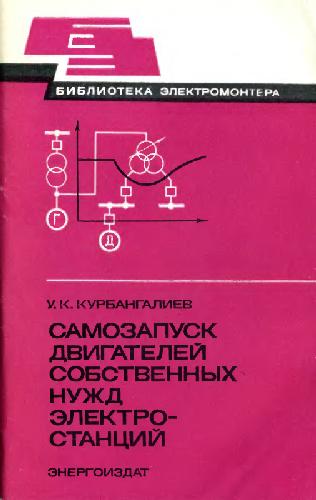 БИБЛИОТЕКА ЭЛЕКТРОМОНТЕРА
Г
Д
У. К. КУРБАНГАЛИЕВ
САМОЗАПУСК
ДВИГАТЕЛЕЙ
СОБСТВЕННЫХ
НУЖД
ЭЛЕКТРО-
СТАНЦИЙ
ЭНЕРГОИЗДАТ